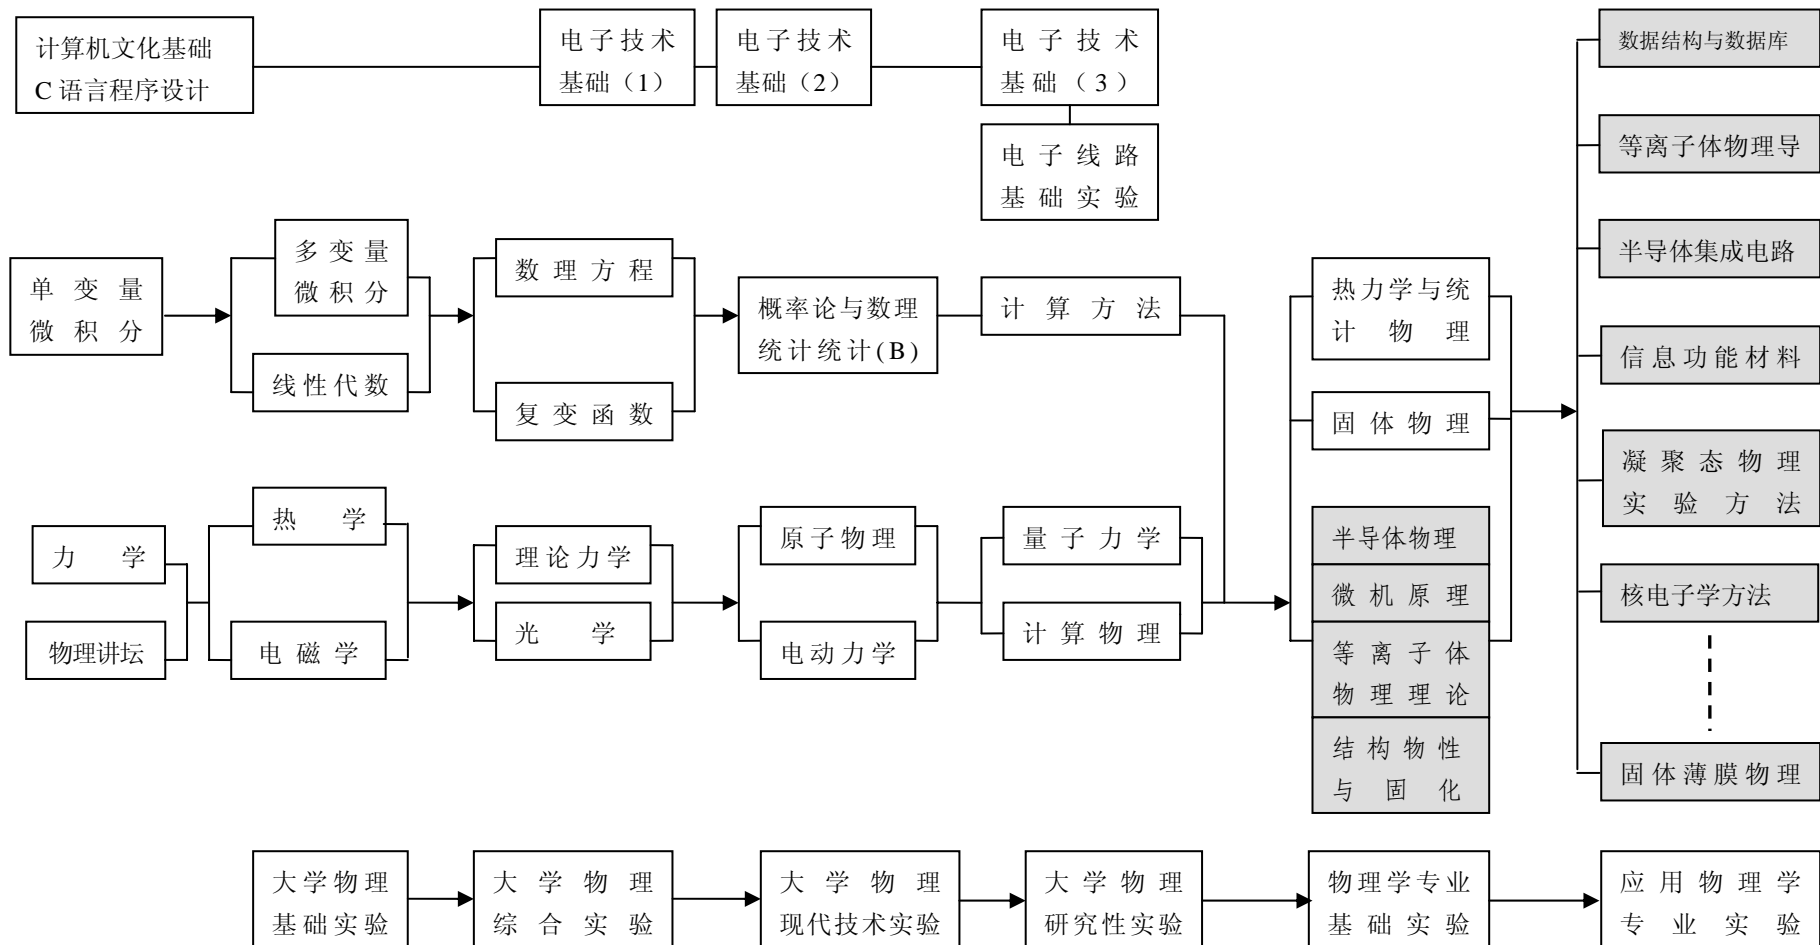 计算机文化基础
C 语言程序设计
电子技术
基础（1）
电子技术
基础（2）
电子技术
基础（3）
电子线路
基础实验
数据结构与数据库
等离子体物理导
半导体集成电路
信息功能材料
凝聚态物理
实验方法
核电子学方法
固体薄膜物理
单变量
微积分
多变量
微积分
线性代数
数理方程
复变函数
概率论与数理
统计统计(B)
计算方法
热力学与统
计物理
固体物理
半导体物理
微机原理
等离子体
物理理论
结构物性
与固化
力学
物理讲坛
热学
电磁学
理论力学
光学
原子物理
电动力学
量子力学
计算物理
大学物理
基础实验
大学物理
综合实验
大学物理
现代技术实验
大学物理
研究性实验
物理学专业
基础实验
应用物理学
专业实验